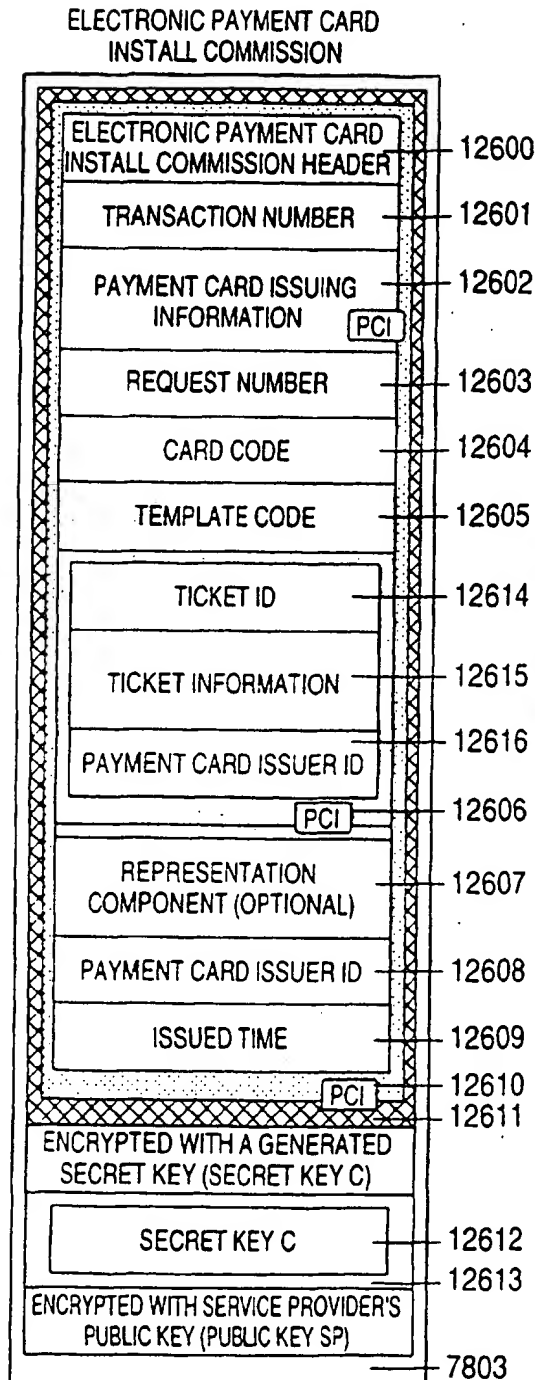 ELECTRONIC PAYMENT CARD
INSTALL COMMISSION
ELECTRONIC PAYMENT CARD
INSTALL COMMISSION HEADER
12600
TRANSACTION NUMBER
12601
PAYMENT CARD ISSUING
INFORMATION
12602
PCI
REQUEST NUMBER
12603
CARD CODE
12604
TEMPLATE CODE
12605
TICKET ID
12614
TICKET INFORMATION
12615
12616
PAYMENT CARD ISSUER ID
PCI
12606
REPRESENTATION
COMPONENT (OPTIONAL)
12607
PAYMENT CARD ISSUER ID
12608
ISSUED TIME
12609
PCI
12610
12611
ENCRYPTED WITH A GENERATED
SECRET KEY (SECRET KEY C)
SECRET KEY C
12612
12613
ENCRYPTED WITH SERVICE PROVIDER'S
PUBLIC KEY (PUBLIC KEY SP)
7803